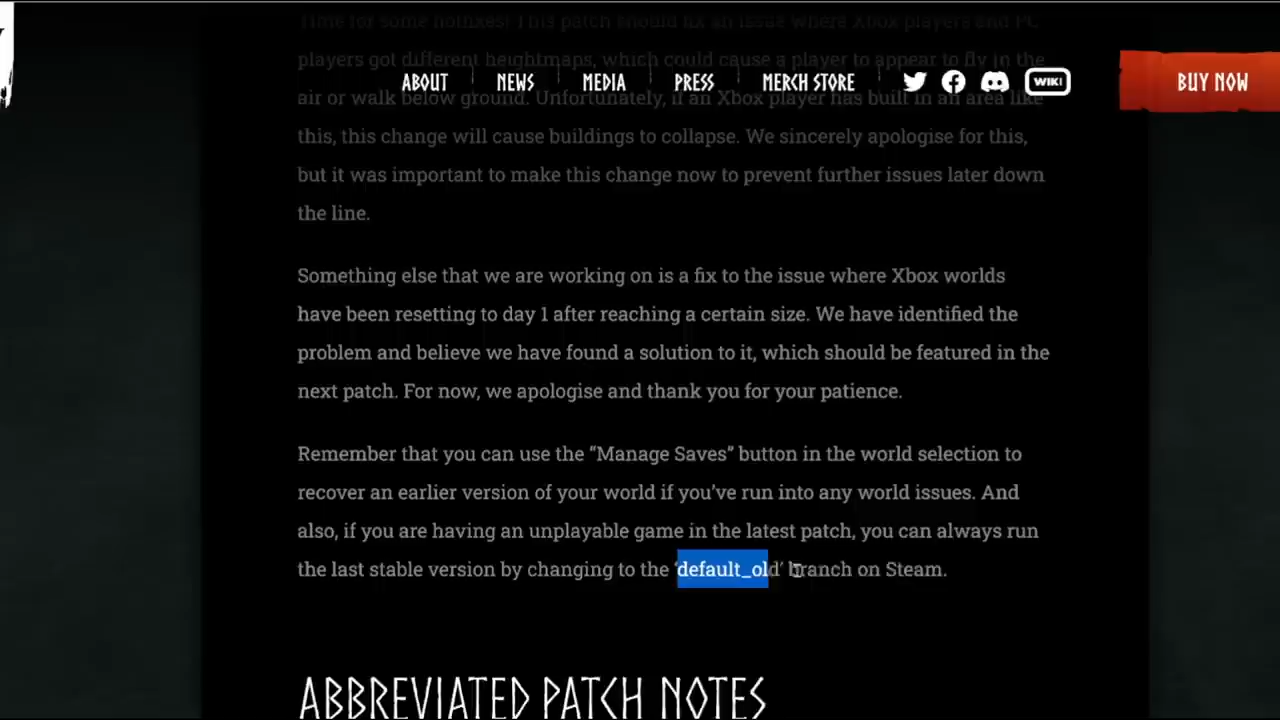 Time for some hotfixes! This patch should fix an issue where Xbox players and PC
players got different heightmaps, which could cause a player to appear to fly in the
ABOUT NEWS MEDIA PRESS MERCH STORE WIKI BUY NOW
air or walk below ground. Unfortunately, if an Xbox player has built in an area like
this, this change will cause buildings to collapse. We sincerely apologise for this,
but it was important to make this change now to prevent further issues later down
the line.
Something else that we are working on is a fix to the issue where Xbox worlds
have been resetting to day 1 after reaching a certain size. We have identified the
problem and believe we have found a solution to it, which should be featured in the
next patch. For now, we apologise and thank you for your patience.
Remember that you can use the “Manage Saves” button in the world selection to
recover an earlier version of your world if you’ve run into any world issues. And
also, if you are having an unplayable game in the latest patch, you can always run
the last stable version by changing to the ‘default_old’ branch on Steam.
ABBREVIATED PATCH NOTES